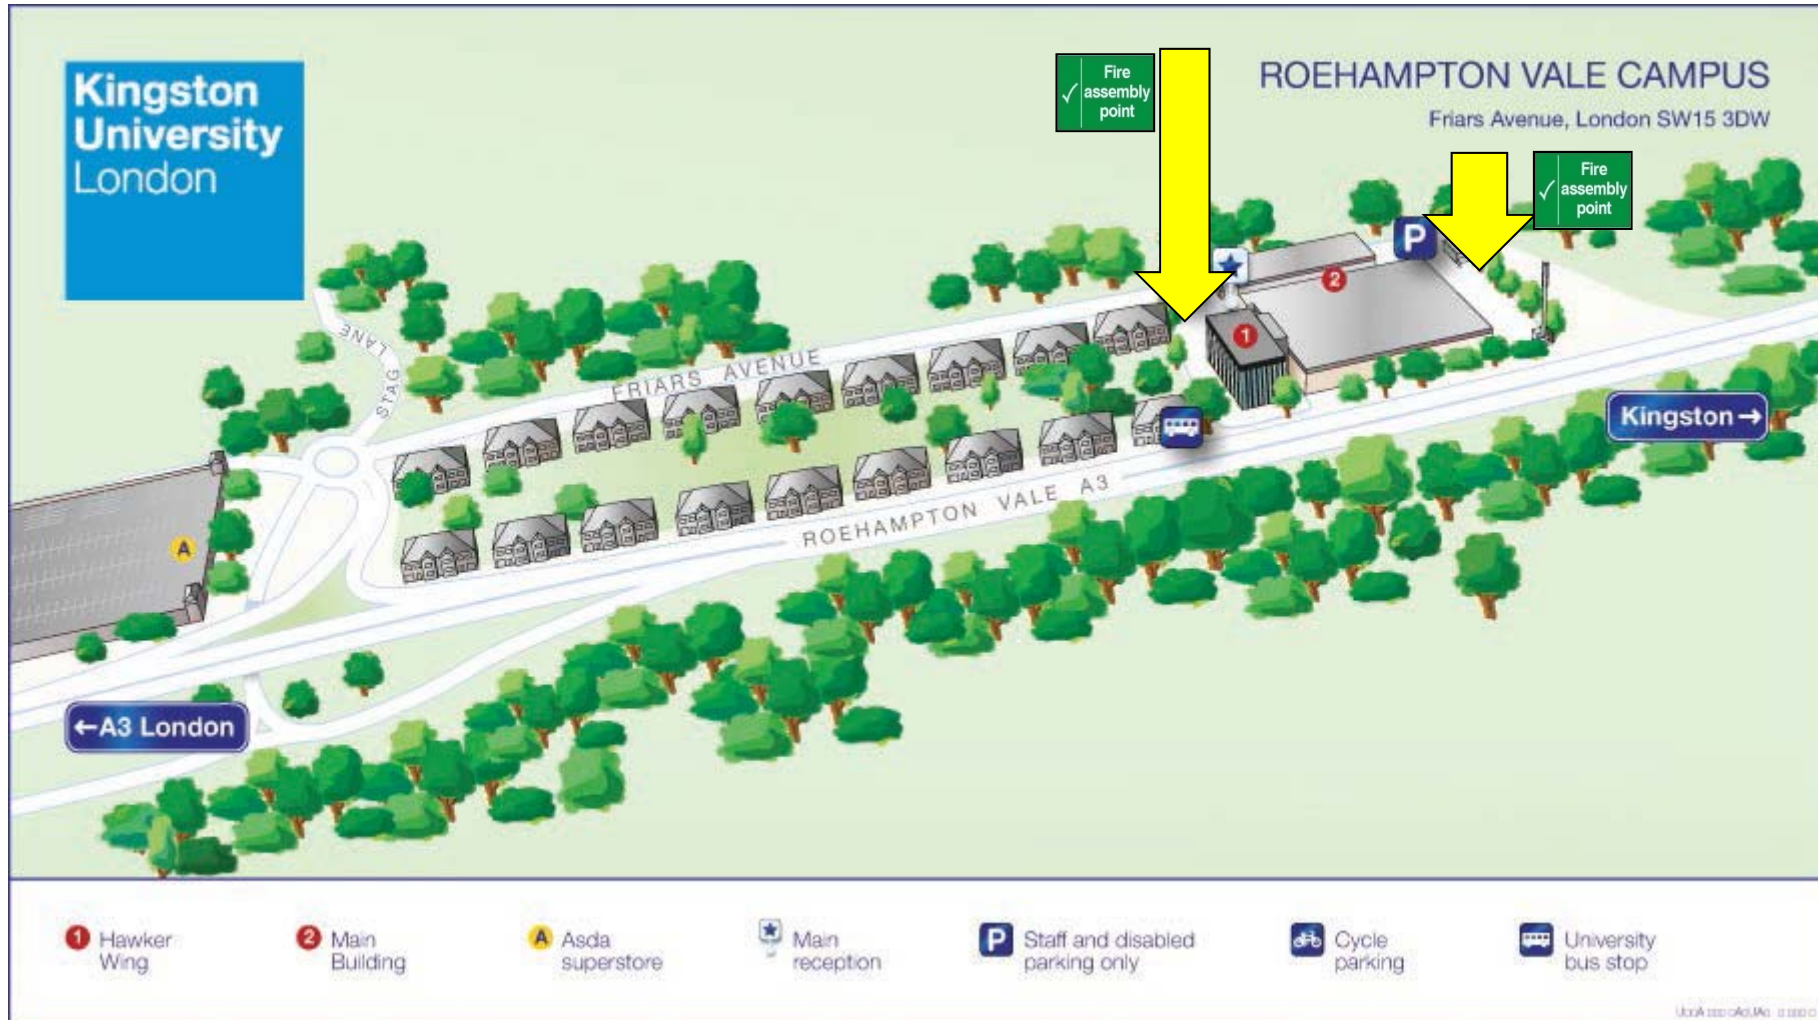 Kingston
University
London
Fire
assembly
point
ROEHAMPTON VALE CAMPUS
Friars Avenue, London SW15 3DW
Fire
assembly
point
P
2
1
STAG LANE
FRIARS AVENUE
Kingston →
ROEHAMPTON VALE A3
A
← A3 London
1 Hawker
Wing
2 Main
Building
A Asda
superstore
Main
reception
P Staff and disabled
parking only
Cycle
parking
University
bus stop